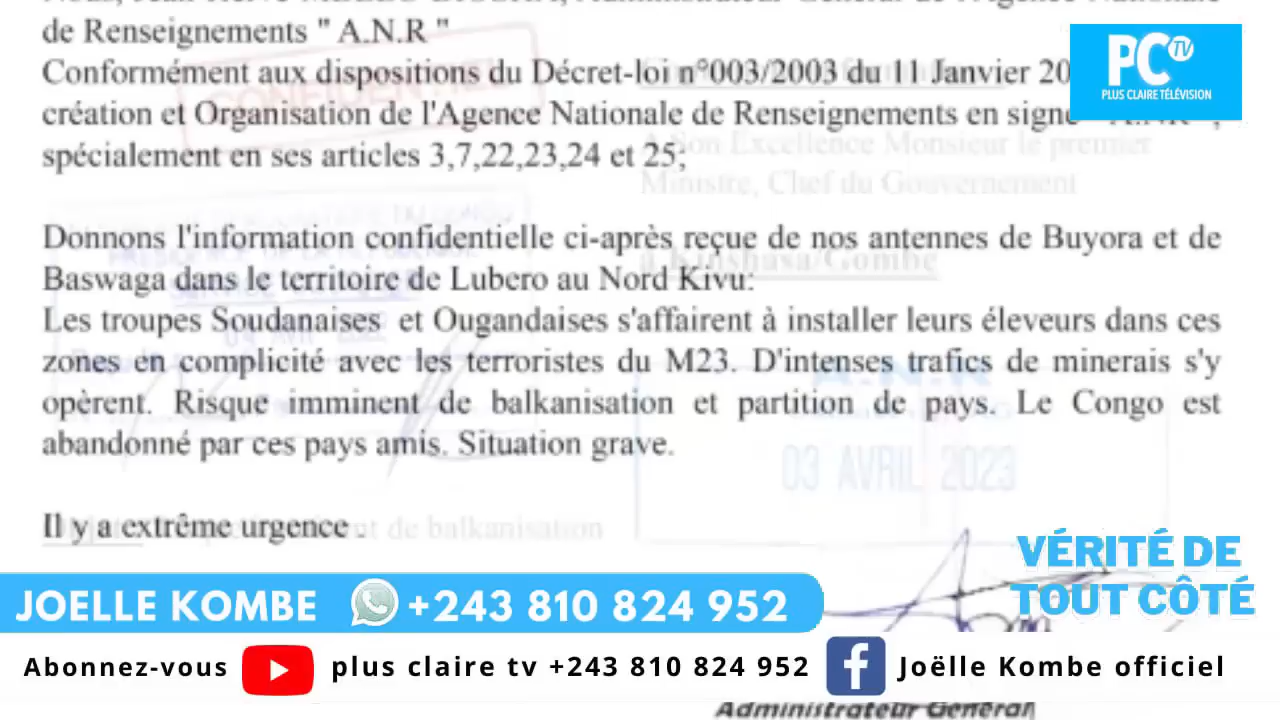 de Renseignements " A.N.R "
Conformément aux dispositions du Décret-loi n°003/2003 du 11 Janvier 20
création et Organisation de l'Agence Nationale de Renseignements en signe
spécialement en ses articles 3,7,22,23,24 et 25;
A Son Excellence Monsieur le premier
Ministre, Chef du Gouvernement
à Kinshasa/Gombe
Donnons l'information confidentielle ci-après reçue de nos antennes de Buyora et de
Baswaga dans le territoire de Lubero au Nord Kivu:
Les troupes Soudanaises et Ougandaises s'affairent à installer leurs éleveurs dans ces
zones en complicité avec les terroristes du M23. D'intenses trafics de minerais s'y
opèrent. Risque imminent de balkanisation et partition de pays. Le Congo est
abandonné par ces pays amis. Situation grave.
A.N.R
03 AVRIL 2023
Il y a extrême urgence .
de balkanisation
PC TV
PLUS CLAIRE TÉLÉVISION
VÉRITÉ DE
TOUT CÔTÉ
JOELLE KOMBE +243 810 824 952
Abonnez-vous plus claire tv +243 810 824 952 Joëlle Kombe officiel
Administrateur Général